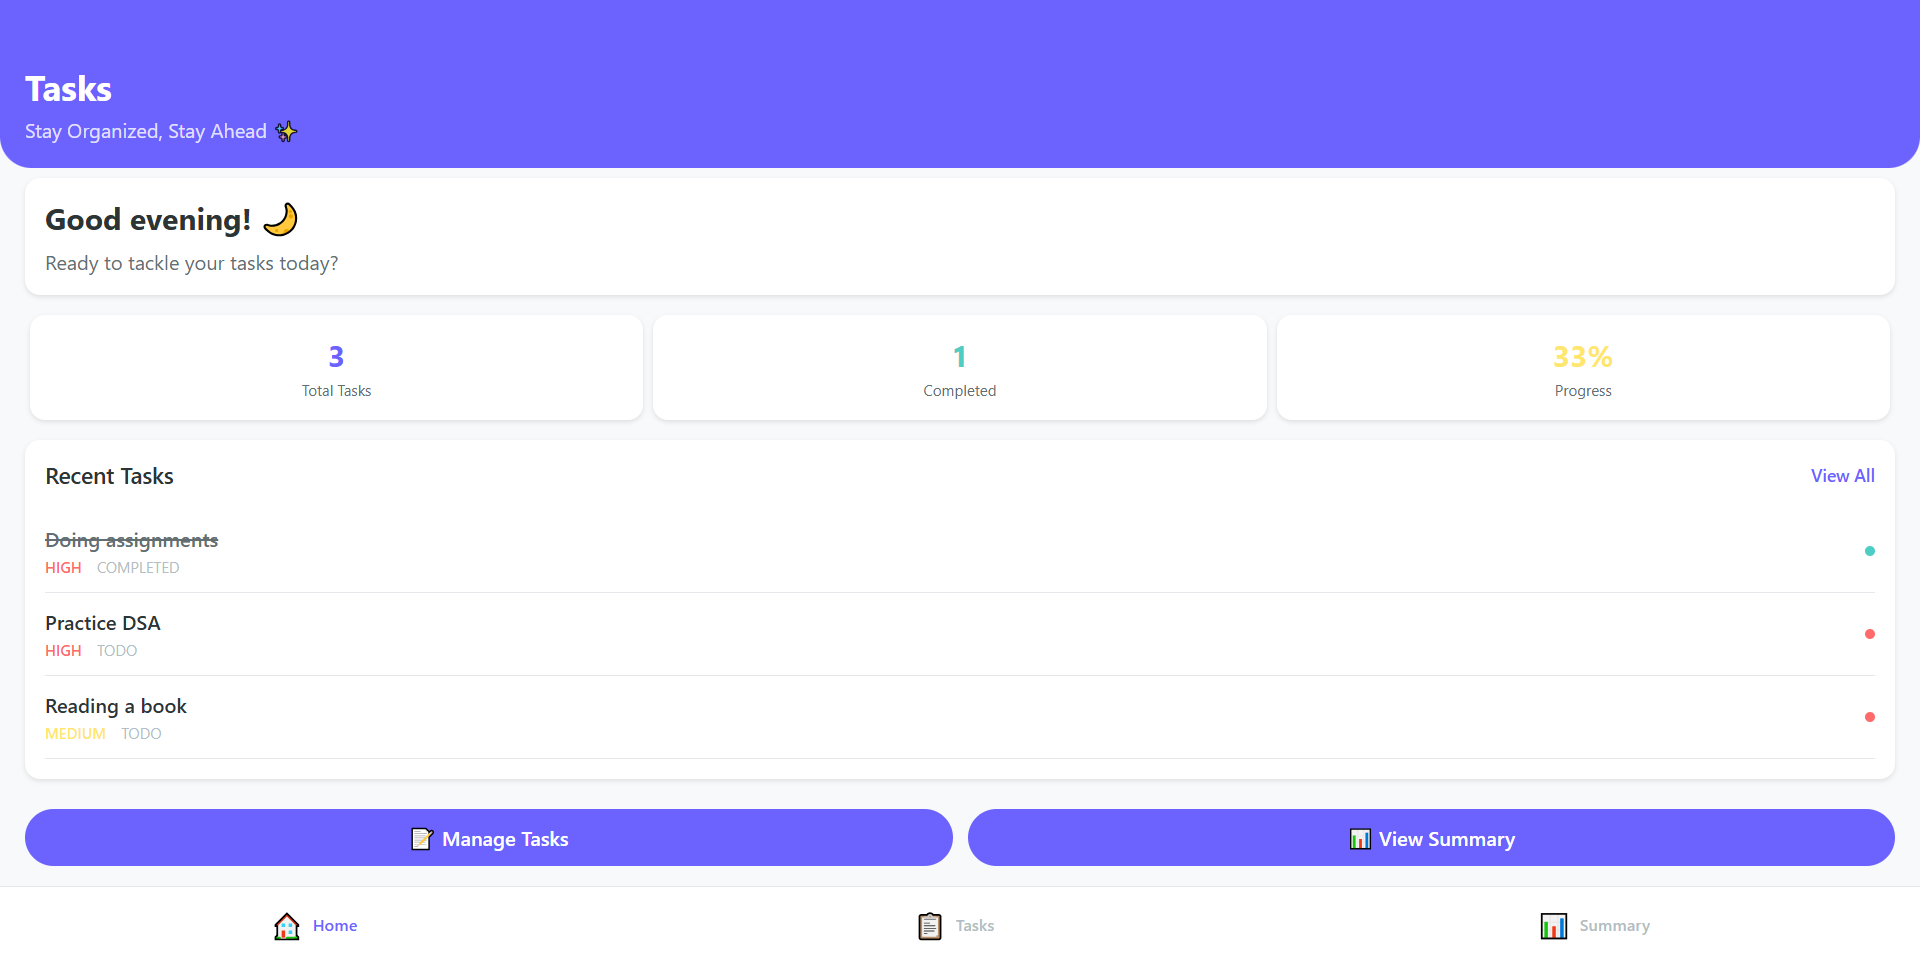 Tasks
Stay Organized, Stay Ahead ✨
Good evening! 🌙
Ready to tackle your tasks today?
3
Total Tasks
1
Completed
33%
Progress
Recent Tasks
View All
Doing assignments
HIGH COMPLETED
Practice DSA
HIGH TODO
Reading a book
MEDIUM TODO
📝 Manage Tasks
📊 View Summary
🏠 Home
📋 Tasks
📊 Summary